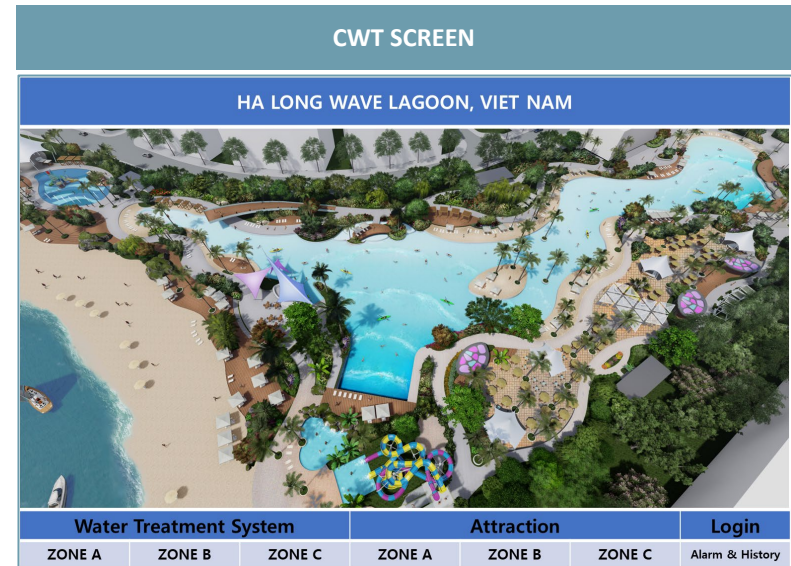 CWT SCREEN
HA LONG WAVE LAGOON, VIET NAM
Water Treatment System Attraction Login
ZONE A ZONE B ZONE C ZONE A ZONE B ZONE C Alarm & History